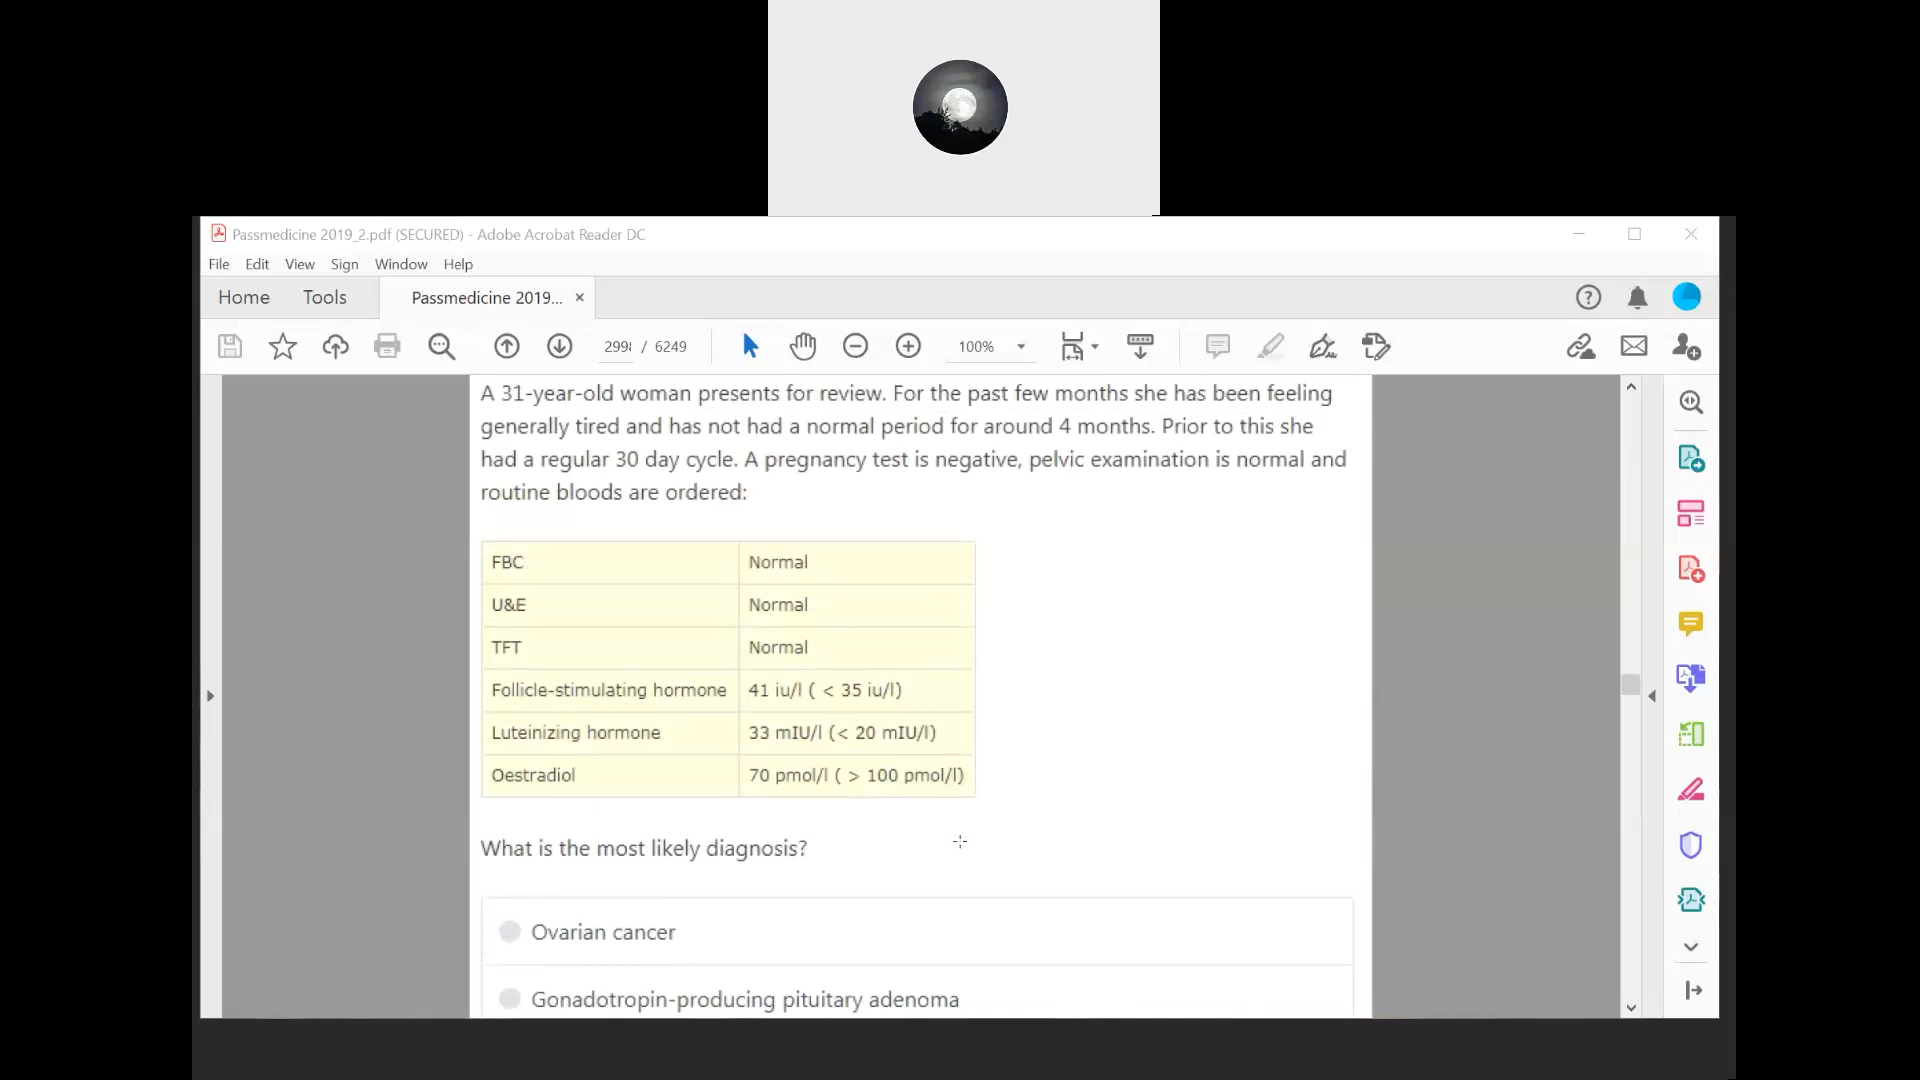 Passmedicine 2019_2.pdf (SECURED) - Adobe Acrobat Reader DC
File Edit View Sign Window Help
Home Tools Passmedicine 2019... ×
/ 6249 100%
A 31-year-old woman presents for review. For the past few months she has been feeling
generally tired and has not had a normal period for around 4 months. Prior to this she
had a regular 30 day cycle. A pregnancy test is negative, pelvic examination is normal and
routine bloods are ordered:
FBC Normal
U&E Normal
TFT Normal
Follicle-stimulating hormone 41 iu/l ( < 35 iu/l)
Luteinizing hormone 33 mIU/l (< 20 mIU/l)
Oestradiol 70 pmol/l ( > 100 pmol/l)
What is the most likely diagnosis?
Ovarian cancer
Gonadotropin-producing pituitary adenoma